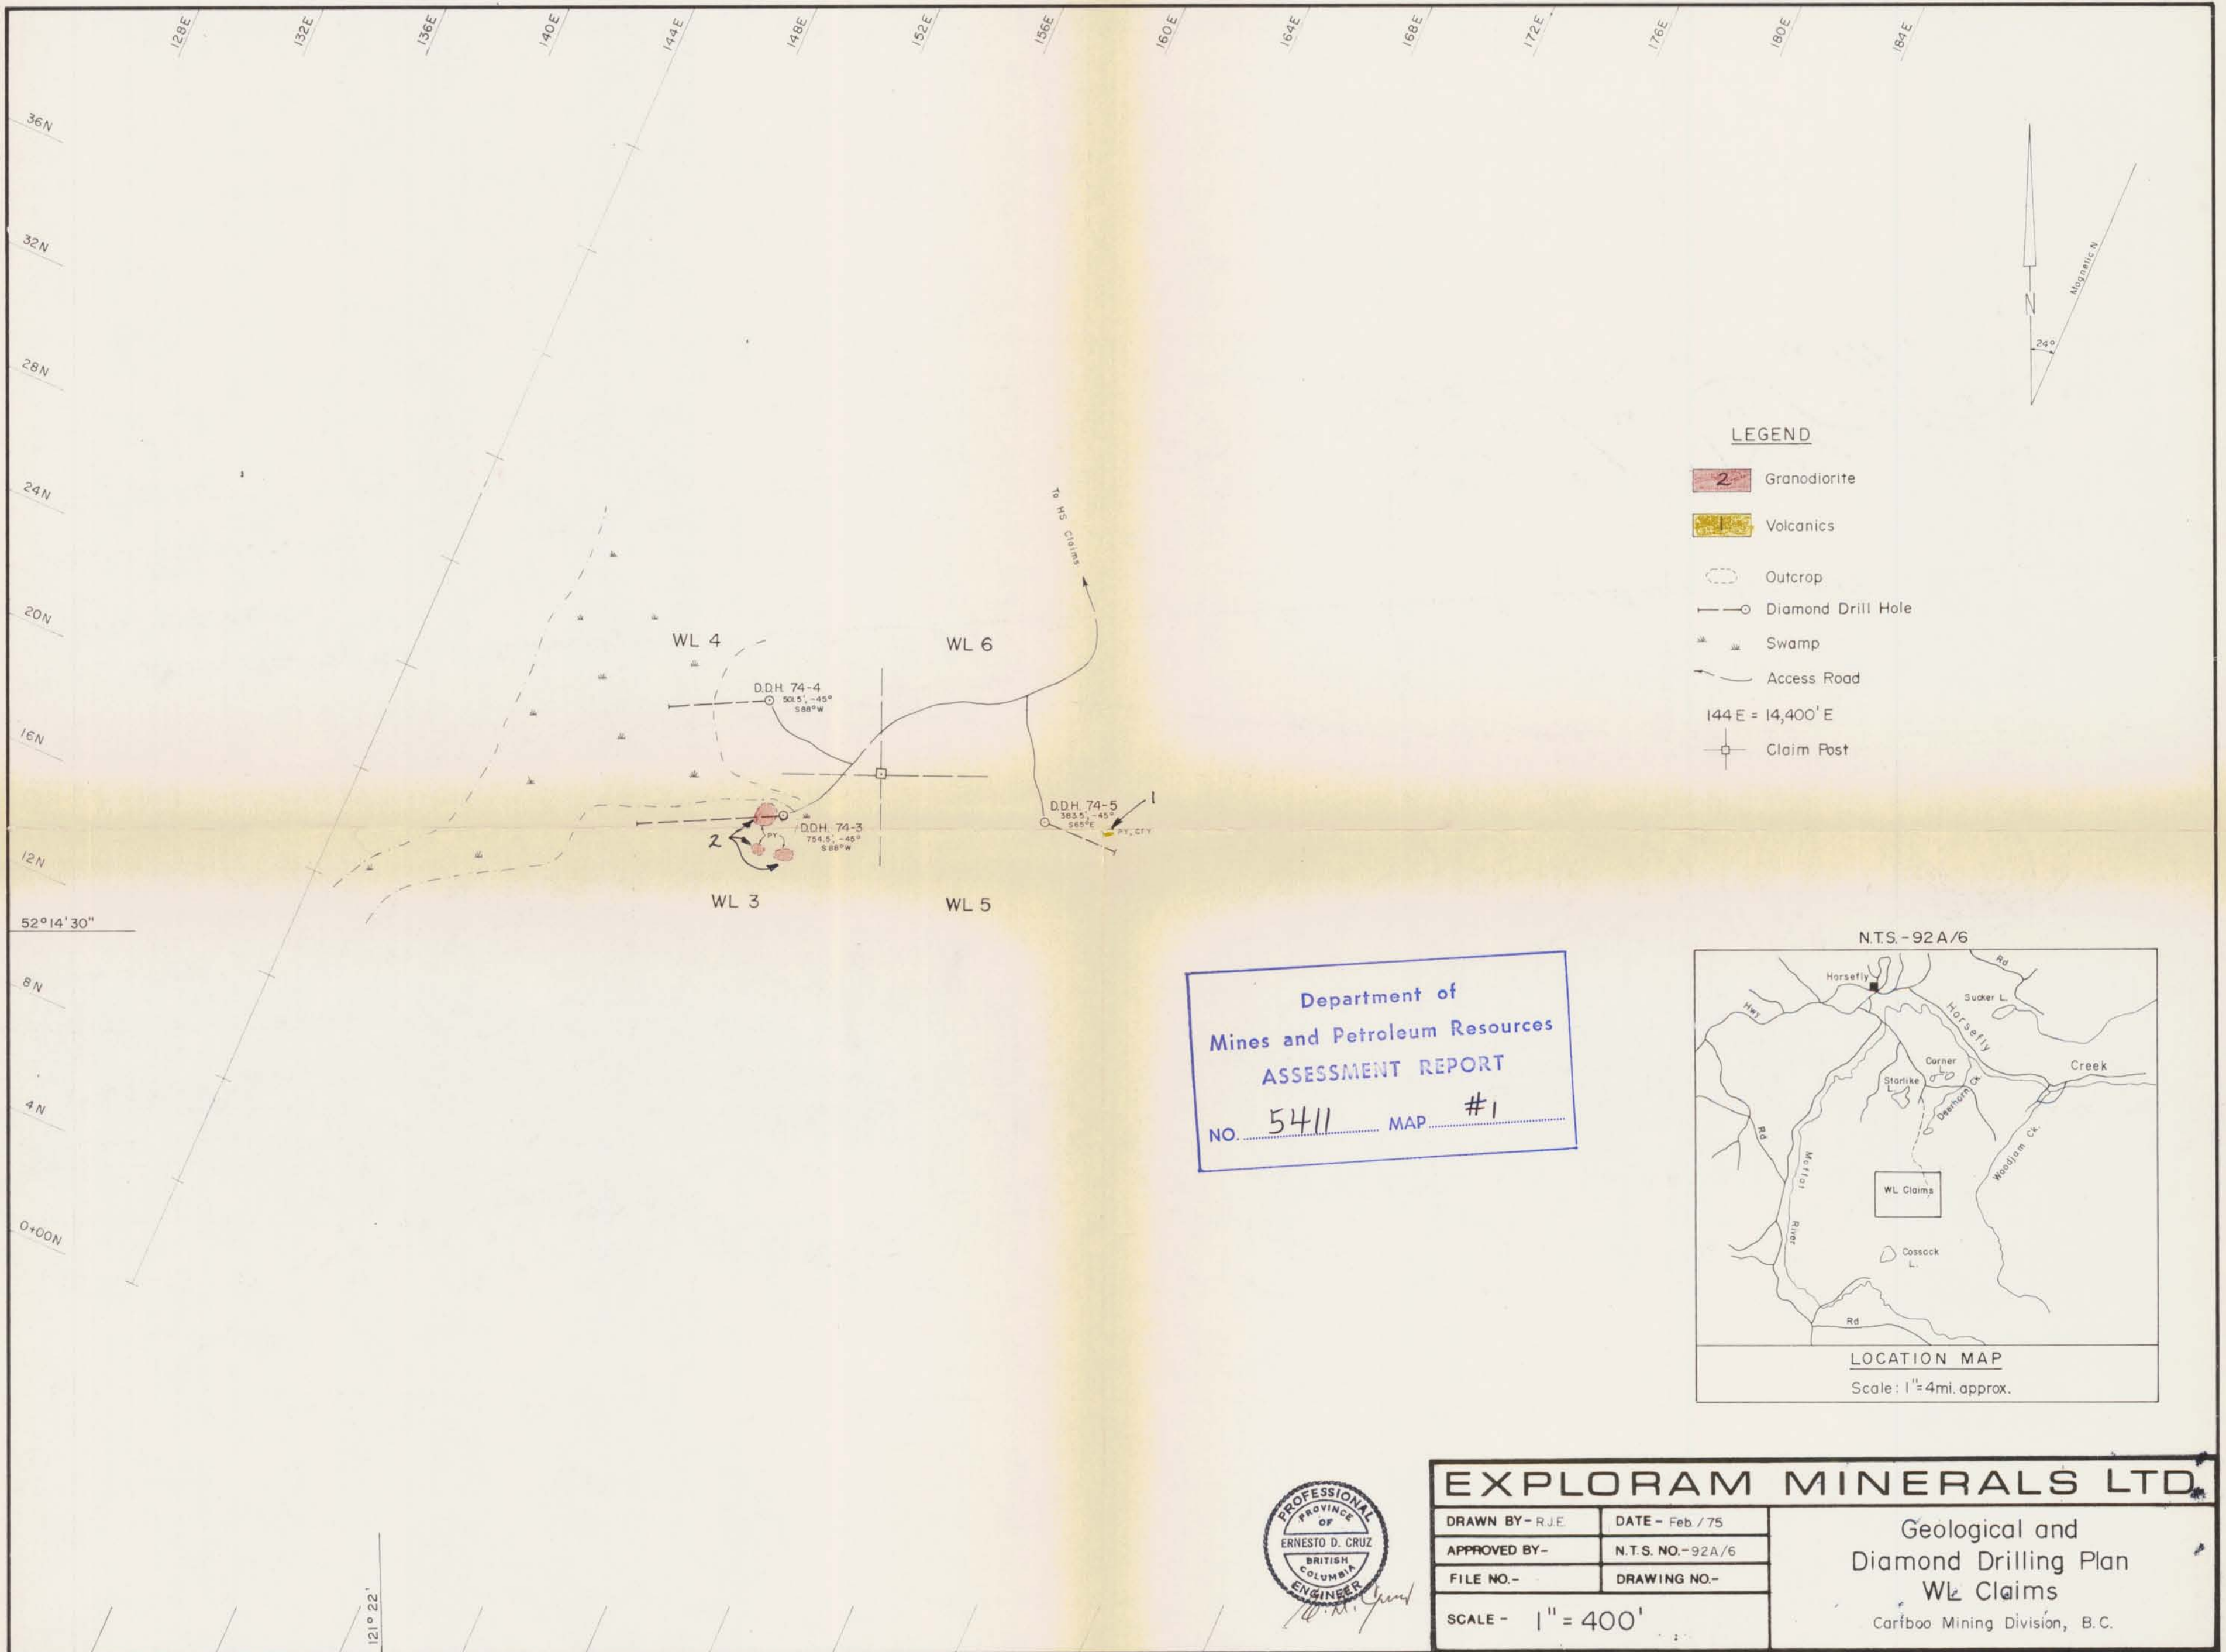 128E
132E
136E
140E
144E
148E
152E
156E
160E
164E
168E
172E
176E
180E
184E
36N
32N
28N
24N
20N
16N
12N
52°14'30"
8N
4N
0+00N
121° 22'
N
Magnetic N
24°
To HS Claims
WL 4
WL 6
D.D.H. 74-4
501.5', -45°
S88°W
D.D.H. 74-3
754.5', -45°
S88°W
PY
2
D.D.H. 74-5
383.5', -45°
S65°E
1
WL 3
WL 5
LEGEND
2 Granodiorite
1 Volcanics
Outcrop
Diamond Drill Hole
Swamp
Access Road
144E = 14,400' E
Claim Post
Department of
Mines and Petroleum Resources
ASSESSMENT REPORT
NO. 5411 MAP #1
N.T.S.-92A/6
Horsefly
Rd
Sucker L.
Hwy
Horsefly
Creek
Corner
L.
Starlike
L.
Deerhorn Ck.
Rd
Moffat
River
Woodjam Ck.
WL Claims
Cossack
L.
Rd
LOCATION MAP
Scale: 1"=4mi. approx.
PROFESSIONAL
PROVINCE
OF
ERNESTO D. CRUZ
BRITISH
COLUMBIA
ENGINEER
EXPLORAM MINERALS LTD.
DRAWN BY- R.J.E.
DATE - Feb./75
APPROVED BY-
N.T.S. NO.-92A/6
FILE NO.-
DRAWING NO.-
SCALE - 1" = 400'
Geological and
Diamond Drilling Plan
WL Claims
Cariboo Mining Division, B.C.